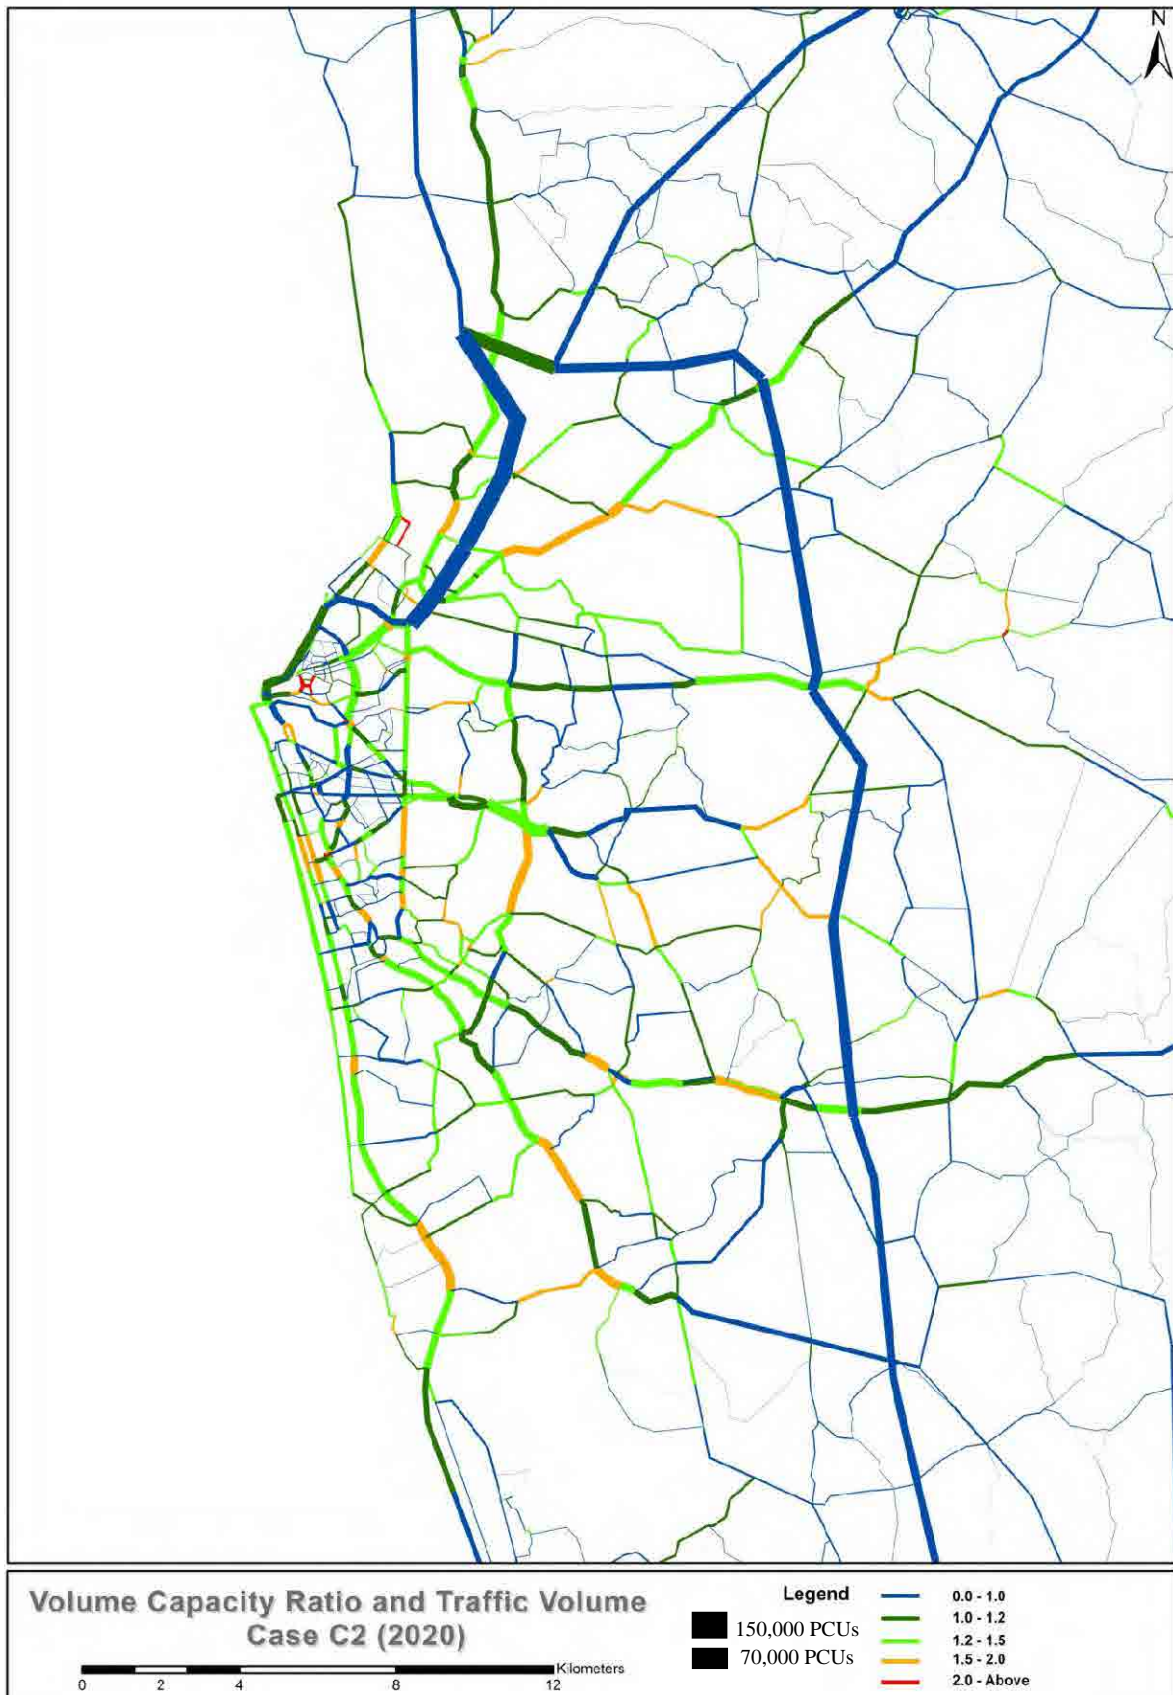 N
Volume Capacity Ratio and Traffic Volume
Case C2 (2020)
Kilometers
0 2 4 8 12
Legend
150,000 PCUs
70,000 PCUs
0.0 - 1.0
1.0 - 1.2
1.2 - 1.5
1.5 - 2.0
2.0 - Above